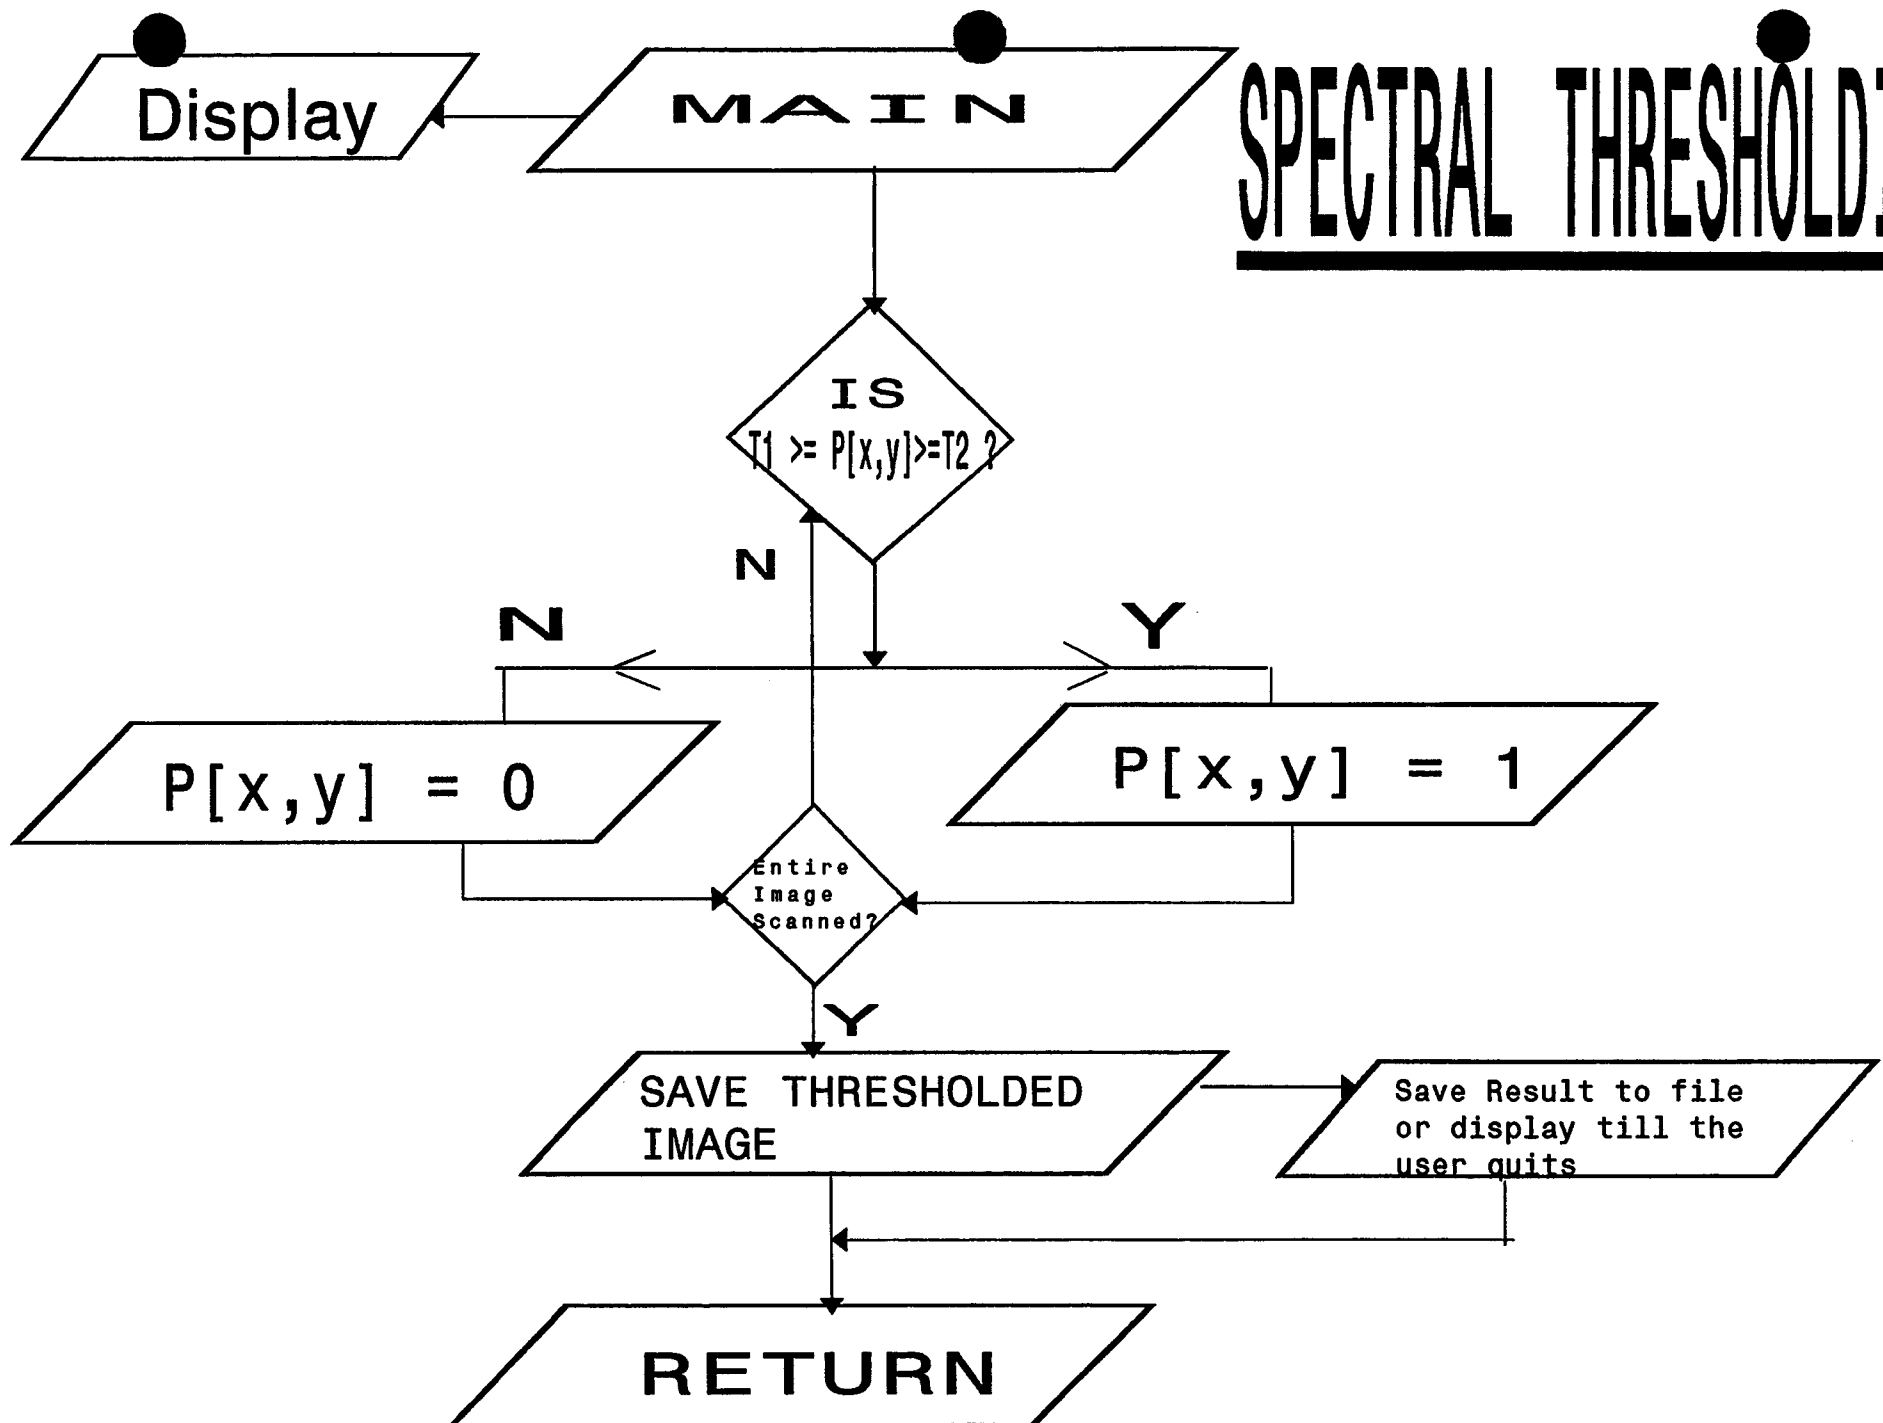 Display
MAIN
SPECTRAL THRESHOLDI
IS
T1 >= P[x,y]>=T2 ?
N
N
Y
P[x,y] = 0
P[x,y] = 1
Entire
Image
Scanned?
Y
SAVE THRESHOLDED
IMAGE
Save Result to file
or display till the
user quits
RETURN